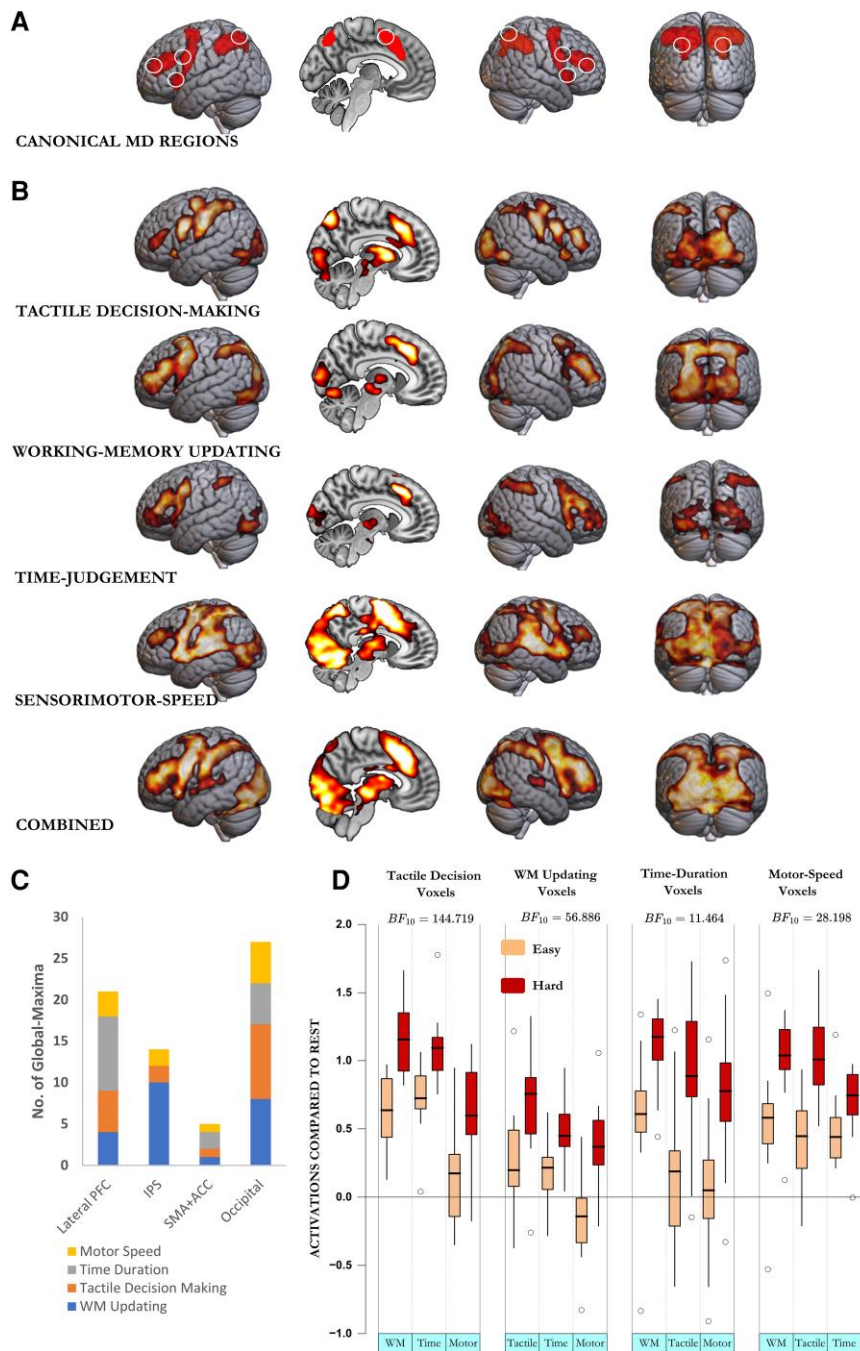 A
CANONICAL MD REGIONS
B
TACTILE DECISION-MAKING
WORKING-MEMORY UPDATING
TIME-JUDGEMENT
SENSORIMOTOR-SPEED
COMBINED
C
No. of Global-Maxima
30
25
20
15
10
5
0
Lateral PFC
IPS
SMA+ACC
Occipital
Motor Speed
Time Duration
Tactile Decision Making
WM Updating
D
Tactile Decision
Voxels
WM Updating
Voxels
Time-Duration
Voxels
Motor-Speed
Voxels
BF10 = 144.719
BF10 = 56.886
BF10 = 11.464
BF10 = 28.198
Easy
Hard
ACTIVATIONS COMPARED TO REST
2.0
1.5
1.0
0.5
0.0
−0.5
−1.0
WM Time Motor
Tactile Time Motor
WM Tactile Motor
WM Tactile Time